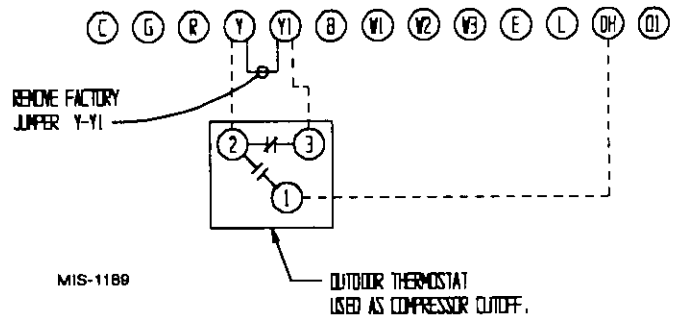 C G R Y Y1 B W1 W2 W3 E L OH O1
REMOVE FACTORY
JUMPER Y-Y1
2 3
1
MIS-1189
OUTDOOR THERMOSTAT
USED AS COMPRESSOR CUTOFF.